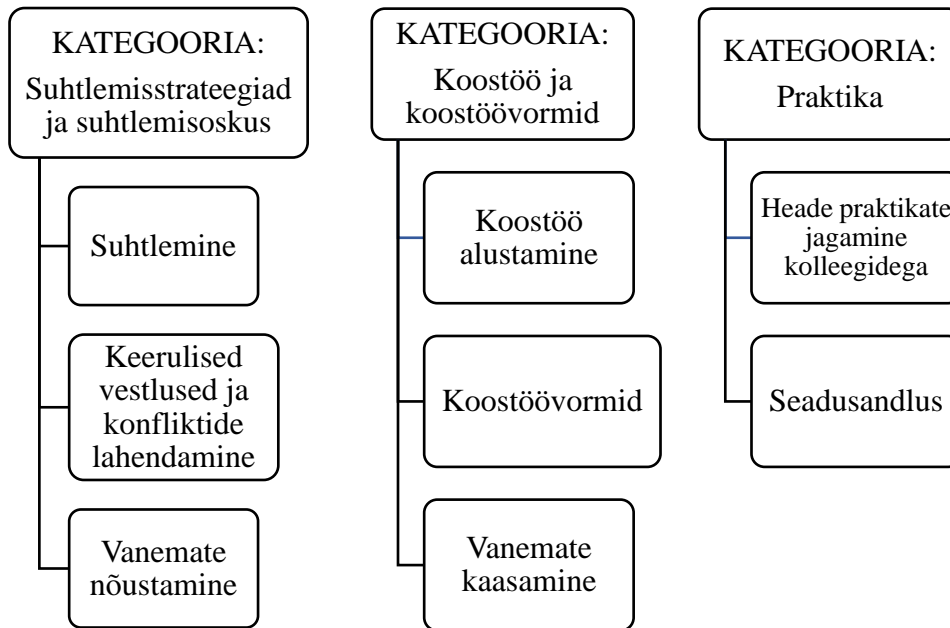 KATEGOORIA:
Suhtlemisstrateegiad
ja suhtlemisoskus
Suhtlemine
Keerulised
vestlused ja
konfliktide
lahendamine
Vanemate
nõustamine
KATEGOORIA:
Koostöö ja
koostöövormid
Koostöö
alustamine
Koostöövormid
Vanemate
kaasamine
KATEGOORIA:
Praktika
Heade praktikate
jagamine
kolleegidega
Seadusandlus